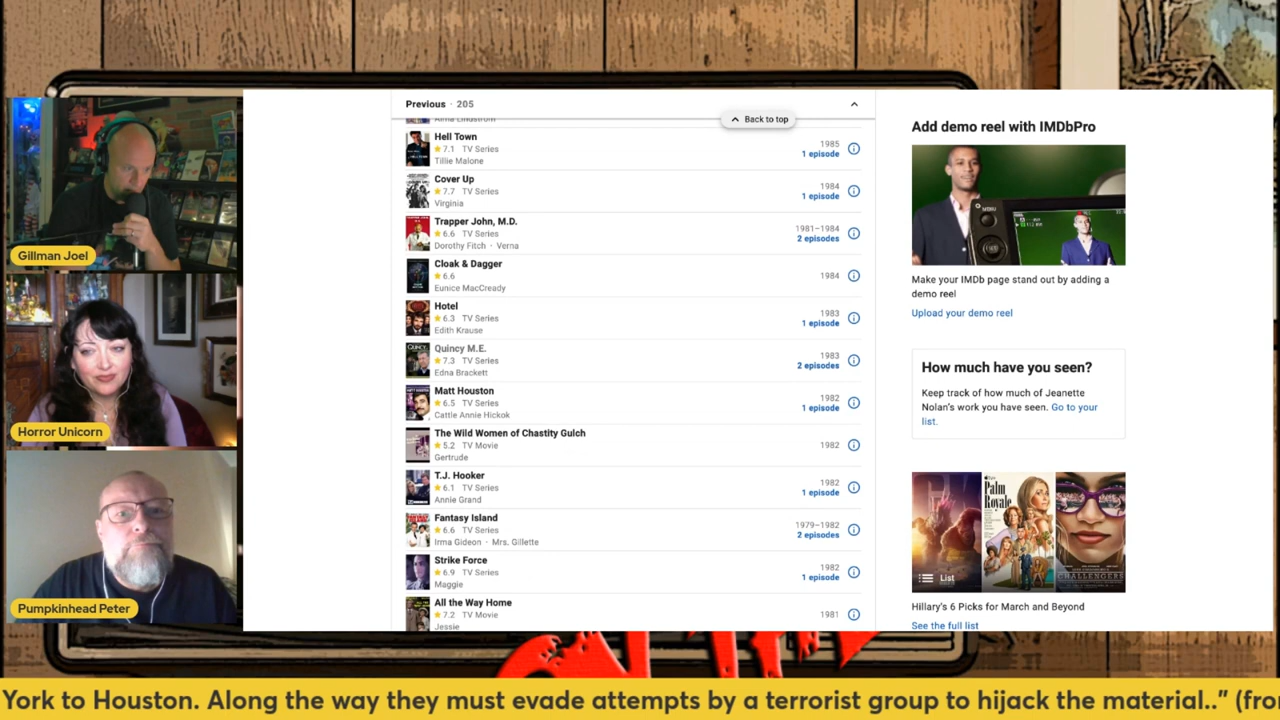 Gillman Joel
Horror Unicorn
Pumpkinhead Peter
Previous · 205
Back to top
Alma Lindstrom
Hell Town
7.1 TV Series
Tillie Malone
1985
1 episode
Cover Up
7.7 TV Series
Virginia
1984
1 episode
Trapper John, M.D.
6.6 TV Series
Dorothy Fitch · Verna
1981–1984
2 episodes
Cloak & Dagger
6.6
Eunice MacCready
1984
Hotel
6.3 TV Series
Edith Krause
1983
1 episode
Quincy M.E.
7.3 TV Series
Edna Brackett
1983
2 episodes
Matt Houston
6.5 TV Series
Cattle Annie Hickok
1982
1 episode
The Wild Women of Chastity Gulch
5.2 TV Movie
Gertrude
1982
T.J. Hooker
6.1 TV Series
Annie Grand
1982
1 episode
Fantasy Island
6.6 TV Series
Irma Gideon · Mrs. Gillette
1979–1982
2 episodes
Strike Force
6.9 TV Series
Maggie
1982
1 episode
All the Way Home
7.2 TV Movie
Jessie
1981
Add demo reel with IMDbPro
Make your IMDb page stand out by adding a
demo reel
Upload your demo reel
How much have you seen?
Keep track of how much of Jeanette
Nolan's work you have seen. Go to your
list.
List
Palm
Royale
CHALLENGERS
Hillary's 6 Picks for March and Beyond
See the full list
York to Houston. Along the way they must evade attempts by a terrorist group to hijack the material..” (fro